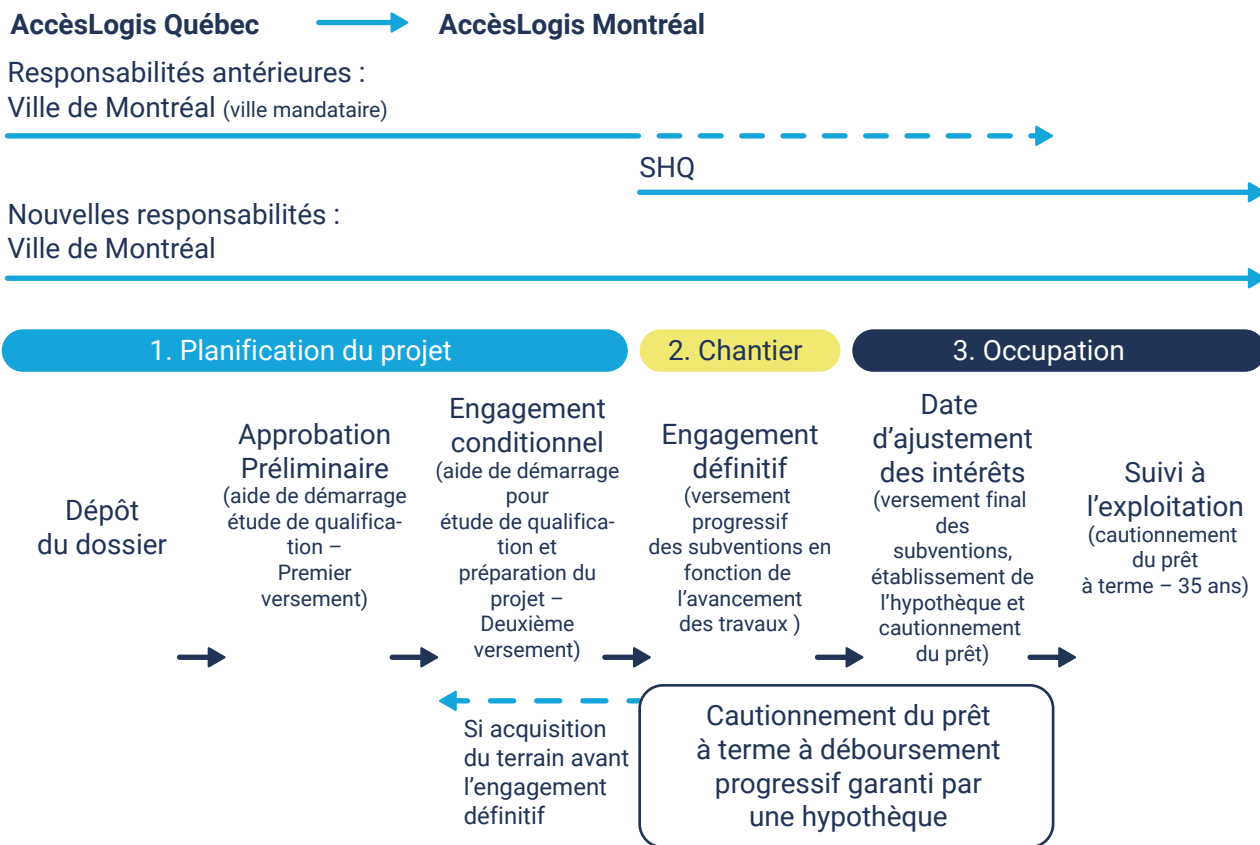 AccèsLogis Québec
AccèsLogis Montréal
Responsabilités antérieures :
Ville de Montréal (ville mandataire)
SHQ
Nouvelles responsabilités :
Ville de Montréal
1. Planification du projet
2. Chantier
3. Occupation
Dépôt
du dossier
Approbation
Préliminaire
(aide de démarrage
étude de qualifica-
tion –
Premier
versement)
Engagement
conditionnel
(aide de démarrage
pour
étude de qualifica-
tion et
préparation du
projet –
Deuxième
versement)
Engagement
définitif
(versement
progressif
des subventions en
fonction de
l’avancement
des travaux )
Date
d’ajustement
des intérêts
(versement final
des
subventions,
établissement de
l’hypothèque et
cautionnement
du prêt)
Suivi à
l’exploitation
(cautionnement
du prêt
à terme – 35 ans)
Si acquisition
du terrain avant
l’engagement
définitif
Cautionnement du prêt
à terme à déboursement
progressif garanti par
une hypothèque